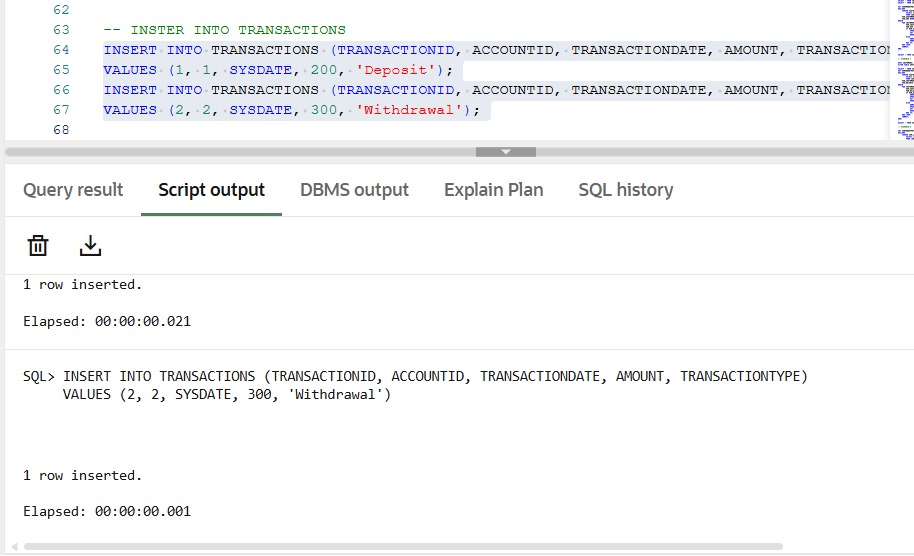 62
63 -- INSTER INTO TRANSACTIONS
64 INSERT INTO TRANSACTIONS (TRANSACTIONID, ACCOUNTID, TRANSACTIONDATE, AMOUNT, TRANSACTION
65 VALUES (1, 1, SYSDATE, 200, 'Deposit');
66 INSERT INTO TRANSACTIONS (TRANSACTIONID, ACCOUNTID, TRANSACTIONDATE, AMOUNT, TRANSACTION
67 VALUES (2, 2, SYSDATE, 300, 'Withdrawal');
68
Query result Script output DBMS output Explain Plan SQL history
1 row inserted.
Elapsed: 00:00:00.021
SQL> INSERT INTO TRANSACTIONS (TRANSACTIONID, ACCOUNTID, TRANSACTIONDATE, AMOUNT, TRANSACTIONTYPE)
VALUES (2, 2, SYSDATE, 300, 'Withdrawal')
1 row inserted.
Elapsed: 00:00:00.001